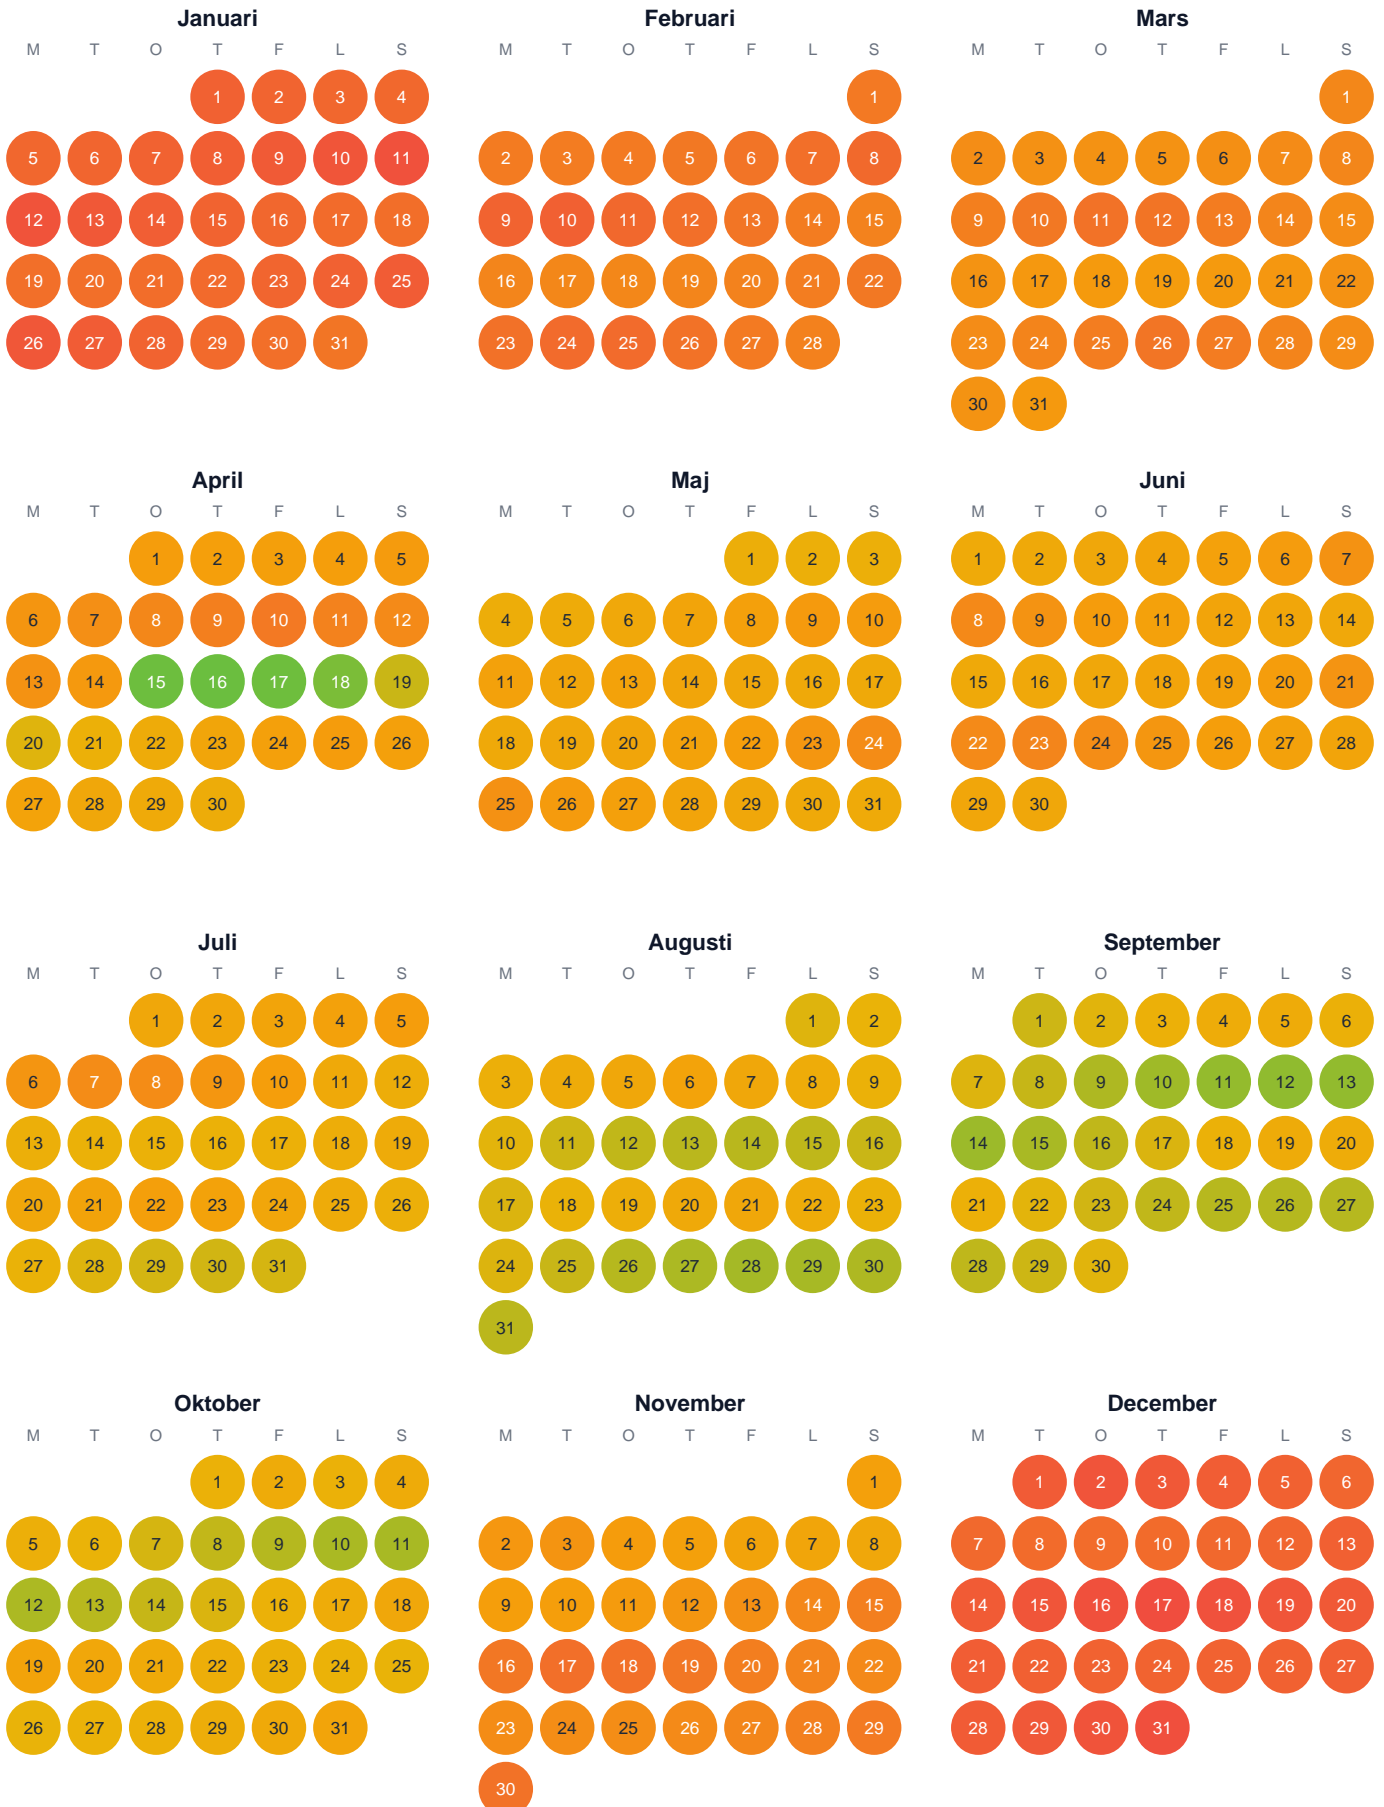 Januari Februari Mars
M T O T F L S M T O T F L S M T O T F L S
1 2 3 4 1 1
5 6 7 8 9 10 11 2 3 4 5 6 7 8 2 3 4 5 6 7 8
12 13 14 15 16 17 18 9 10 11 12 13 14 15 9 10 11 12 13 14 15
19 20 21 22 23 24 25 16 17 18 19 20 21 22 16 17 18 19 20 21 22
26 27 28 29 30 31 23 24 25 26 27 28 23 24 25 26 27 28 29
30 31
April Maj Juni
M T O T F L S M T O T F L S M T O T F L S
1 2 3 4 5 1 2 3 1 2 3 4 5 6 7
6 7 8 9 10 11 12 4 5 6 7 8 9 10 8 9 10 11 12 13 14
13 14 15 16 17 18 19 11 12 13 14 15 16 17 15 16 17 18 19 20 21
20 21 22 23 24 25 26 18 19 20 21 22 23 24 22 23 24 25 26 27 28
27 28 29 30 25 26 27 28 29 30 31 29 30
Juli Augusti September
M T O T F L S M T O T F L S M T O T F L S
1 2 3 4 5 1 2 1 2 3 4 5 6
6 7 8 9 10 11 12 3 4 5 6 7 8 9 7 8 9 10 11 12 13
13 14 15 16 17 18 19 10 11 12 13 14 15 16 14 15 16 17 18 19 20
20 21 22 23 24 25 26 17 18 19 20 21 22 23 21 22 23 24 25 26 27
27 28 29 30 31 24 25 26 27 28 29 30 28 29 30
31
Oktober November December
M T O T F L S M T O T F L S M T O T F L S
1 2 3 4 1 1 2 3 4 5 6
5 6 7 8 9 10 11 2 3 4 5 6 7 8 7 8 9 10 11 12 13
12 13 14 15 16 17 18 9 10 11 12 13 14 15 14 15 16 17 18 19 20
19 20 21 22 23 24 25 16 17 18 19 20 21 22 21 22 23 24 25 26 27
26 27 28 29 30 31 23 24 25 26 27 28 29 28 29 30 31
30